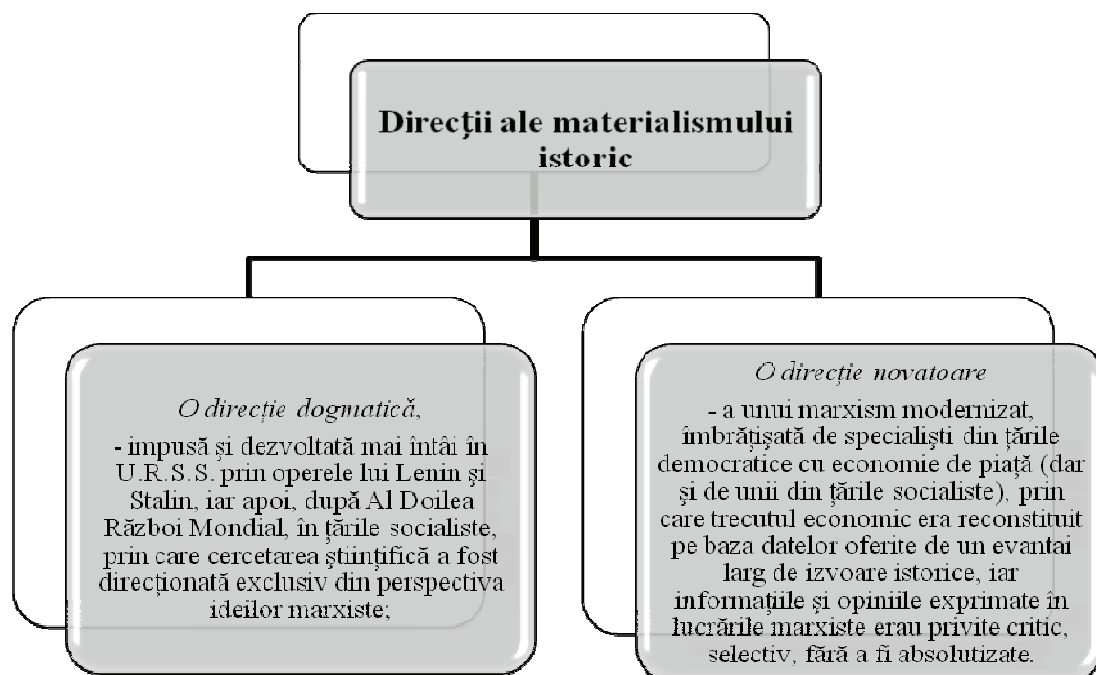 Direcţii ale materialismului
istoric
O direcţie dogmatică,
- impusă şi dezvoltată mai întâi în
U.R.S.S. prin operele lui Lenin şi
Stalin, iar apoi, după Al Doilea
Război Mondial, în ţările socialiste,
prin care cercetarea ştiinţifică a fost
direcţionată exclusiv din perspectiva
ideilor marxiste;
O direcţie novatoare
- a unui marxism modernizat,
îmbrăţişată de specialişti din ţările
democratice cu economie de piaţă (dar
şi de unii din ţările socialiste), prin
care trecutul economic era reconstituit
pe baza datelor oferite de un evantai
larg de izvoare istorice, iar
informaţiile şi opiniile exprimate în
lucrările marxiste erau privite critic,
selectiv, fără a fi absolutizate.